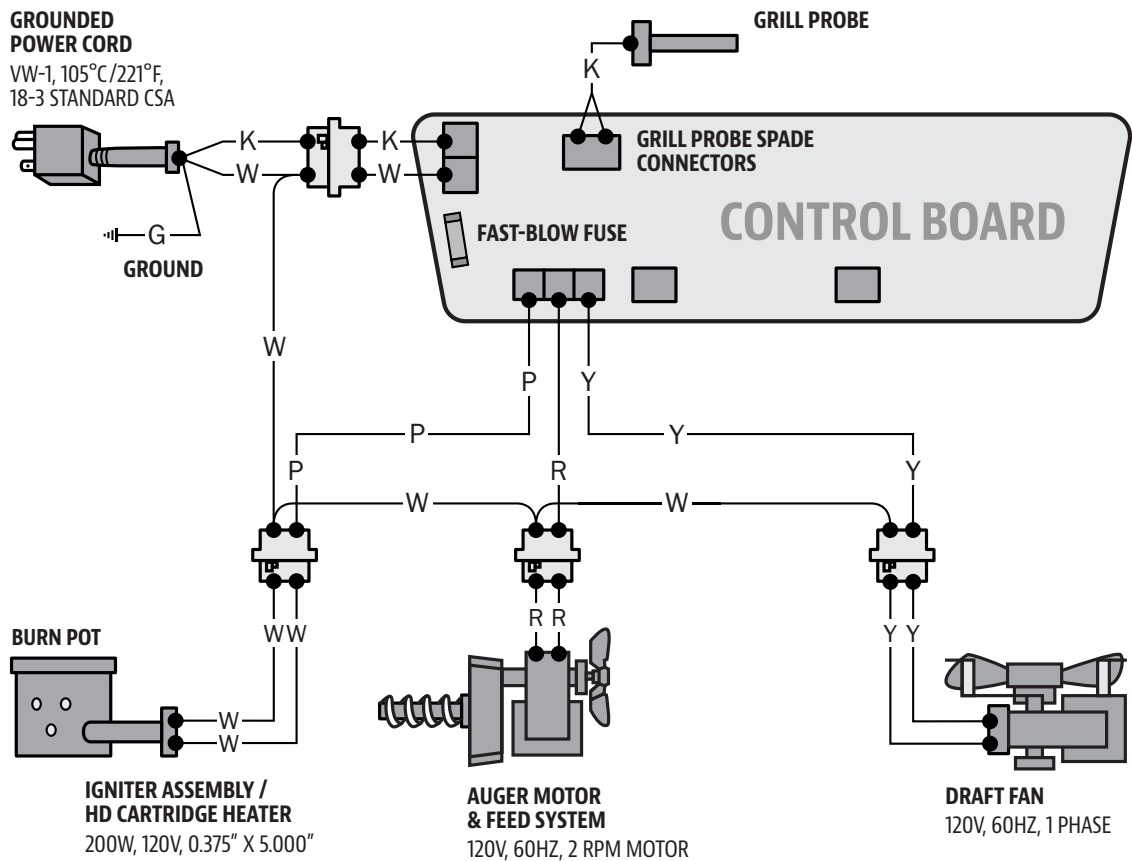 GROUNDED
POWER CORD
VW-1, 105°C/221°F,
18-3 STANDARD CSA
GRILL PROBE
K
K
K
W
W
GRILL PROBE SPADE
CONNECTORS
CONTROL BOARD
FAST-BLOW FUSE
G
GROUND
W
P
Y
P
Y
P
R
Y
W
W
R
R
W
W
Y
Y
BURN POT
W
W
IGNITER ASSEMBLY /
HD CARTRIDGE HEATER
200W, 120V, 0.375" X 5.000"
AUGER MOTOR
& FEED SYSTEM
120V, 60HZ, 2 RPM MOTOR
DRAFT FAN
120V, 60HZ, 1 PHASE